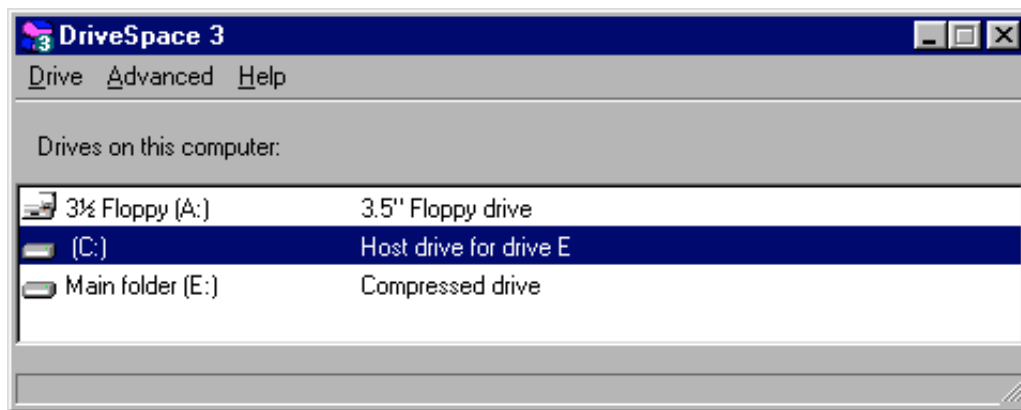 3 DriveSpace 3
Drive Advanced Help
Drives on this computer:
3½ Floppy (A:) 3.5" Floppy drive
(C:) Host drive for drive E
Main folder (E:) Compressed drive